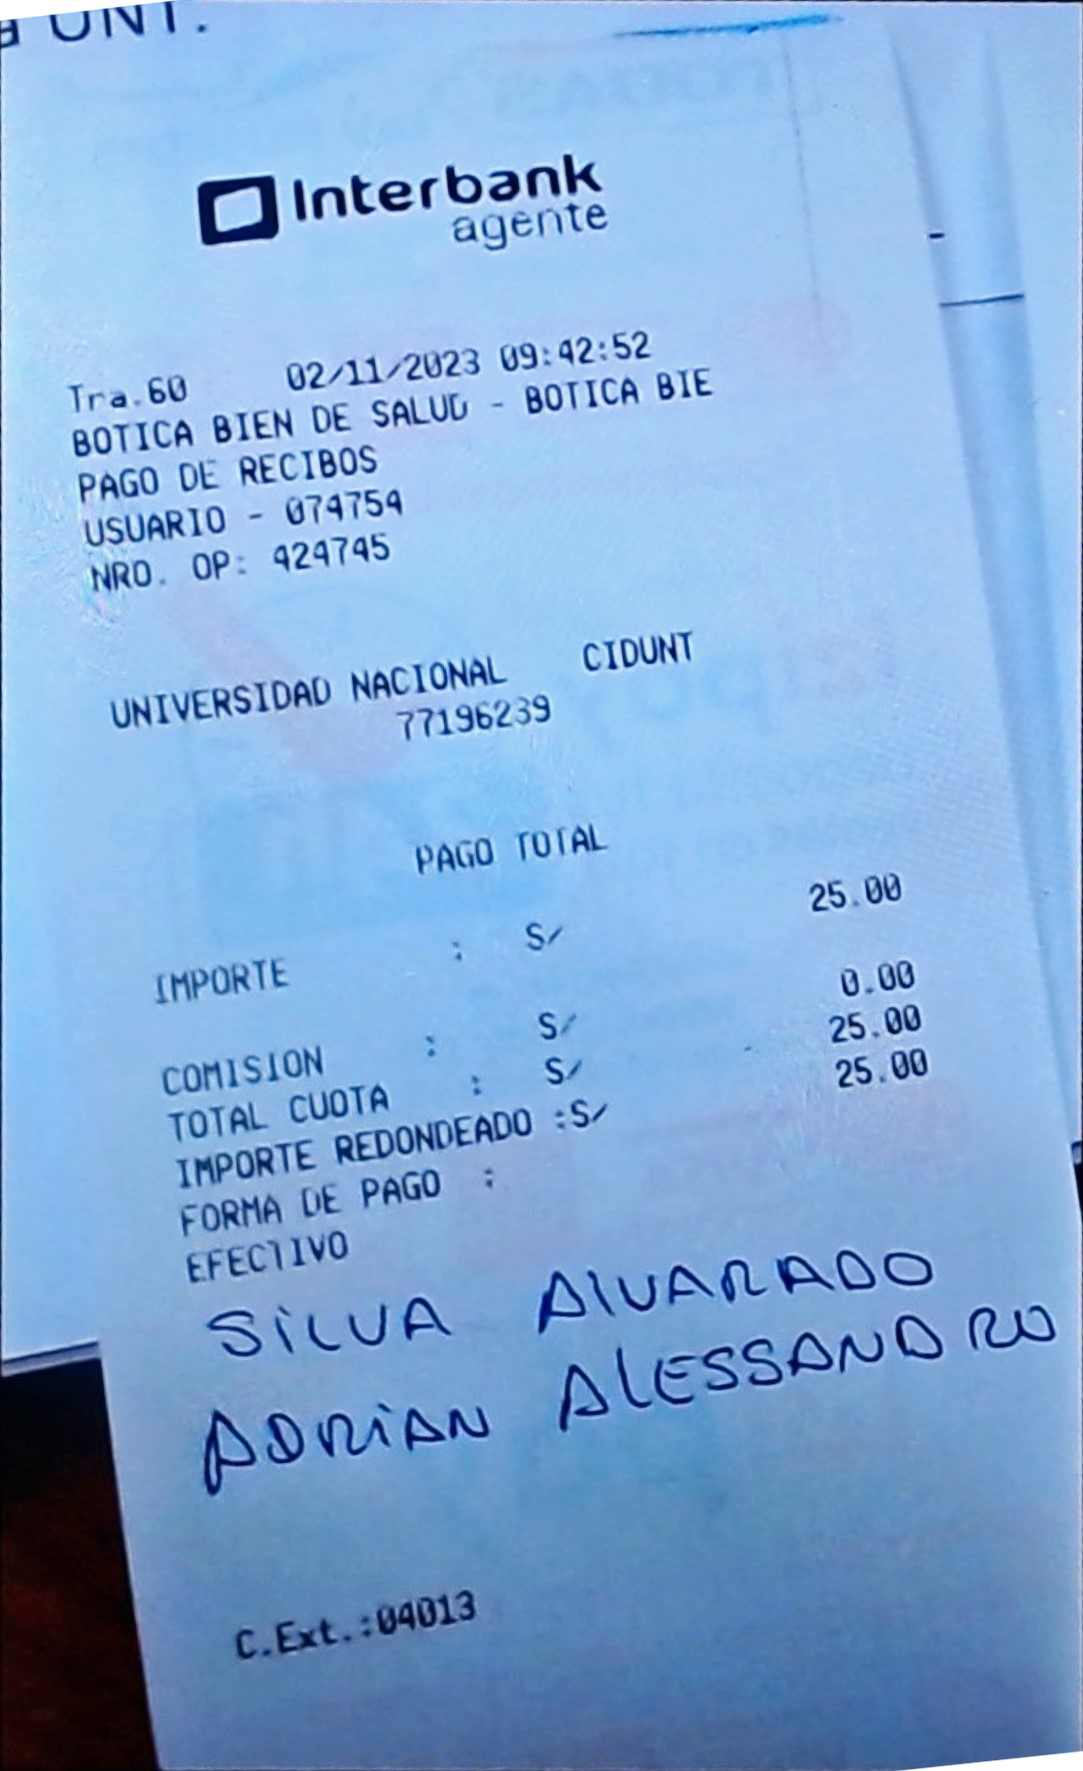 a UNT.
Interbank
agente
Tra.60 02/11/2023 09:42:52
BOTICA BIEN DE SALUD - BOTICA BIE
PAGO DE RECIBOS
USUARIO - 074754
NRO. OP: 424745
UNIVERSIDAD NACIONAL CIDUNT
77196239
PAGO TOTAL
IMPORTE : S/ 25.00
COMISION : S/ 0.00
TOTAL CUOTA : S/ 25.00
IMPORTE REDONDEADO :S/ 25.00
FORMA DE PAGO :
EFECTIVO
SILVA ALVARADO
ADRIAN ALESSANDRO
C.Ext.:04013